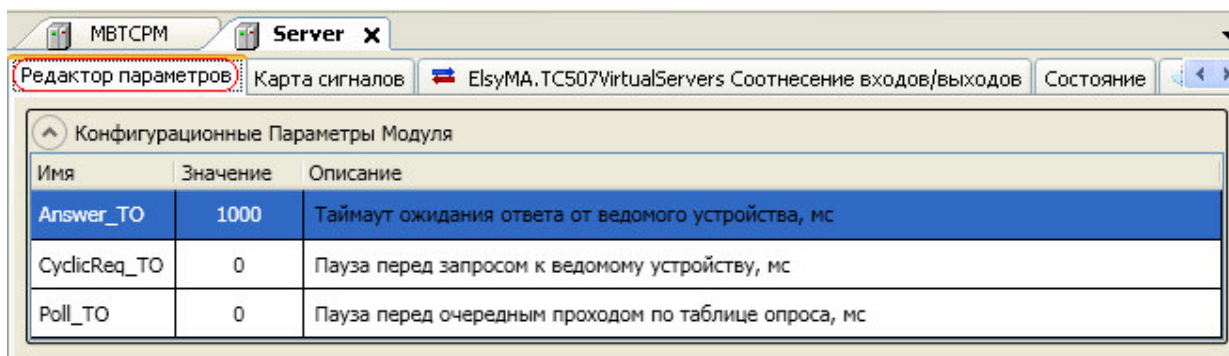 MBTCPM Server X
Редактор параметров Карта сигналов ElsyMA.TC507VirtualServers Соотнесение входов/выходов Состояние
Конфигурационные Параметры Модуля
Имя Значение Описание
Answer_TO 1000 Таймаут ожидания ответа от ведомого устройства, мс
CyclicReq_TO 0 Пауза перед запросом к ведомому устройству, мс
Poll_TO 0 Пауза перед очередным проходом по таблице опроса, мс